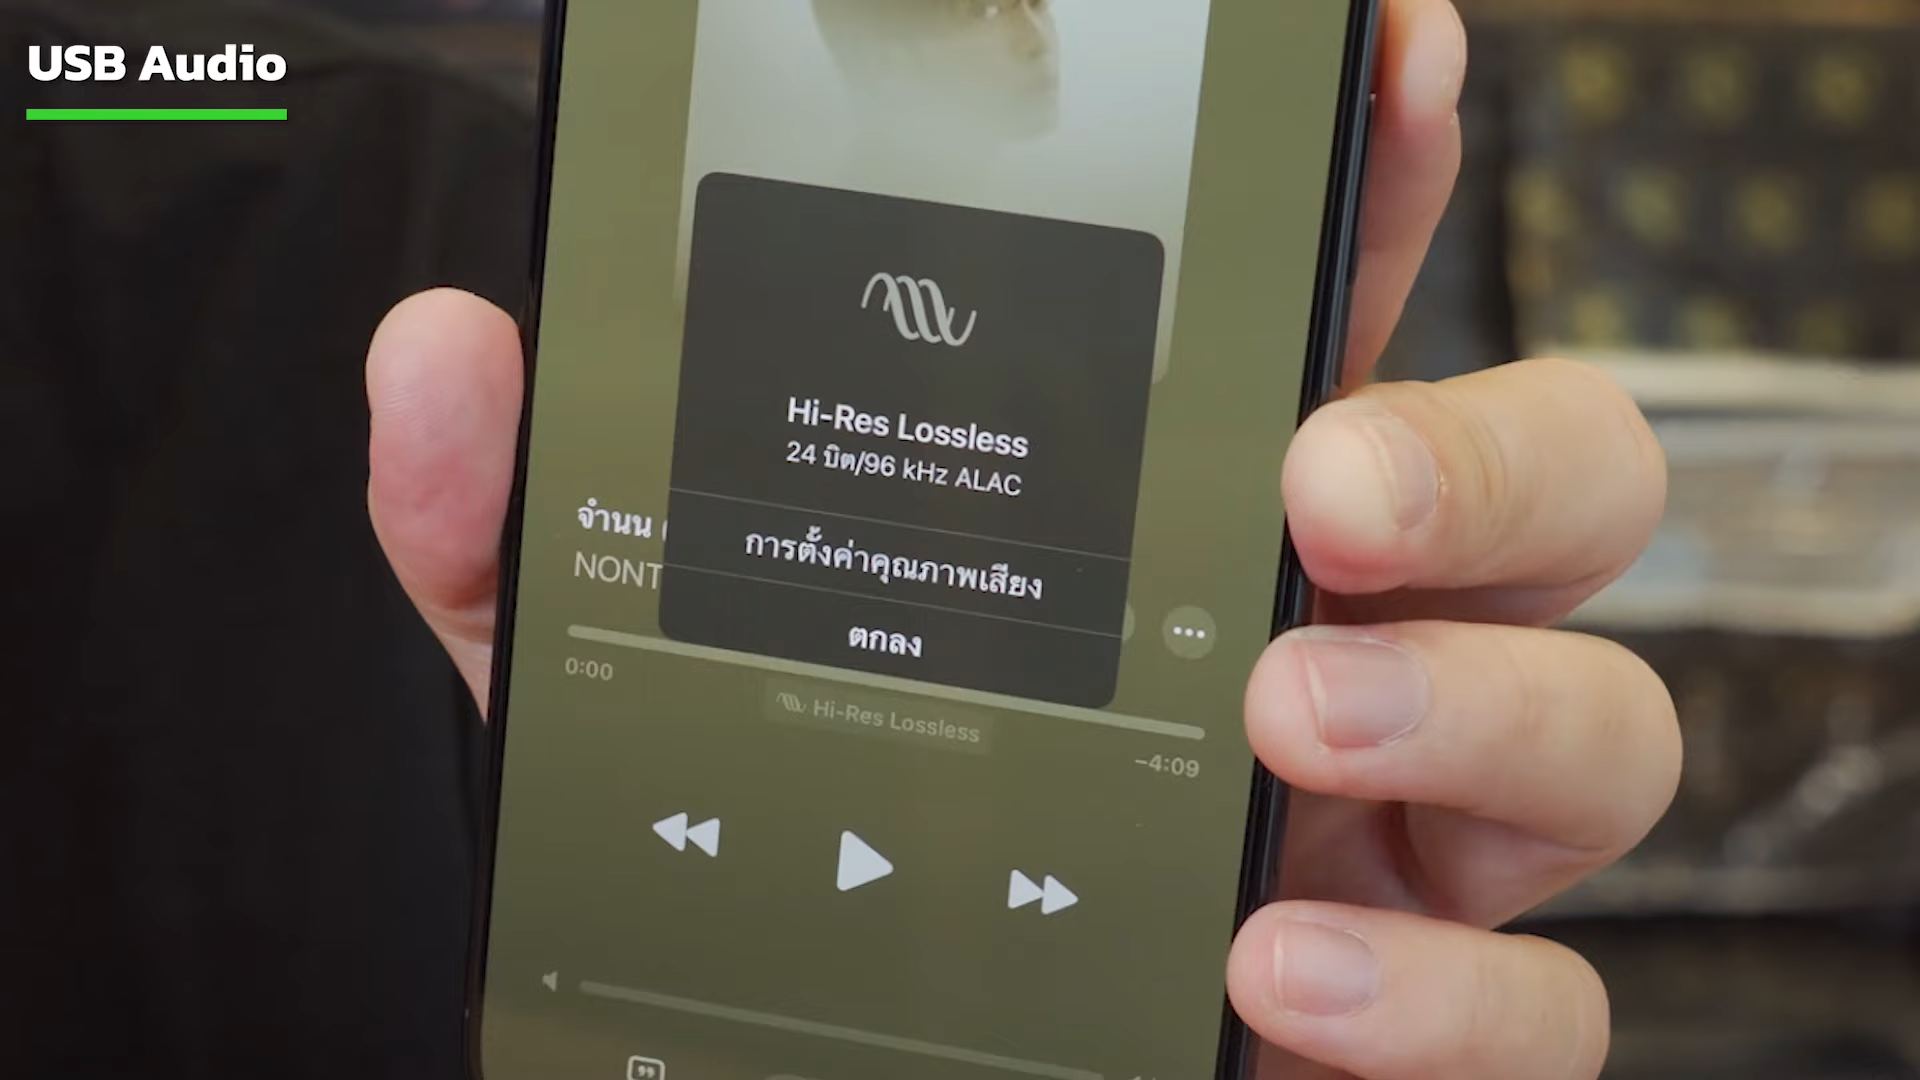 USB Audio
Hi-Res Lossless
24 บิต/96 kHz ALAC
การตั้งค่าคุณภาพเสียง
ตกลง
จำนน
NONT
0:00
Hi-Res Lossless
-4:09